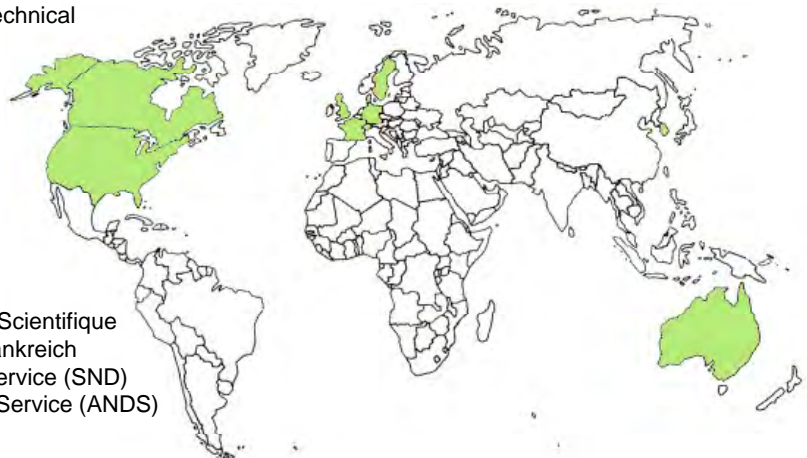 echnical
Scientifique
ankreich
ervice (SND)
Service (ANDS)